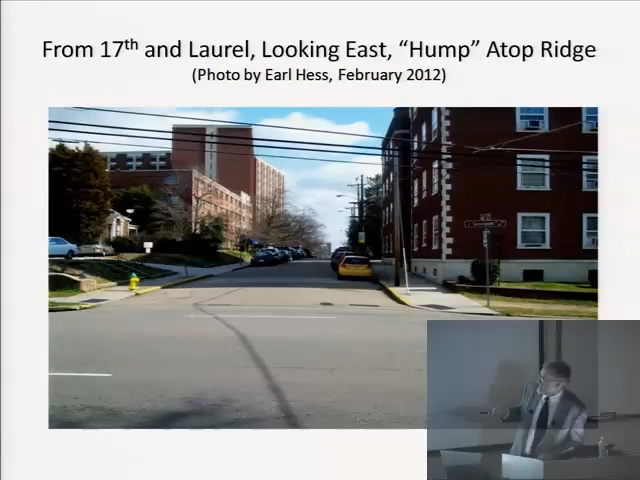 From 17th and Laurel, Looking East, “Hump” Atop Ridge
(Photo by Earl Hess, February 2012)